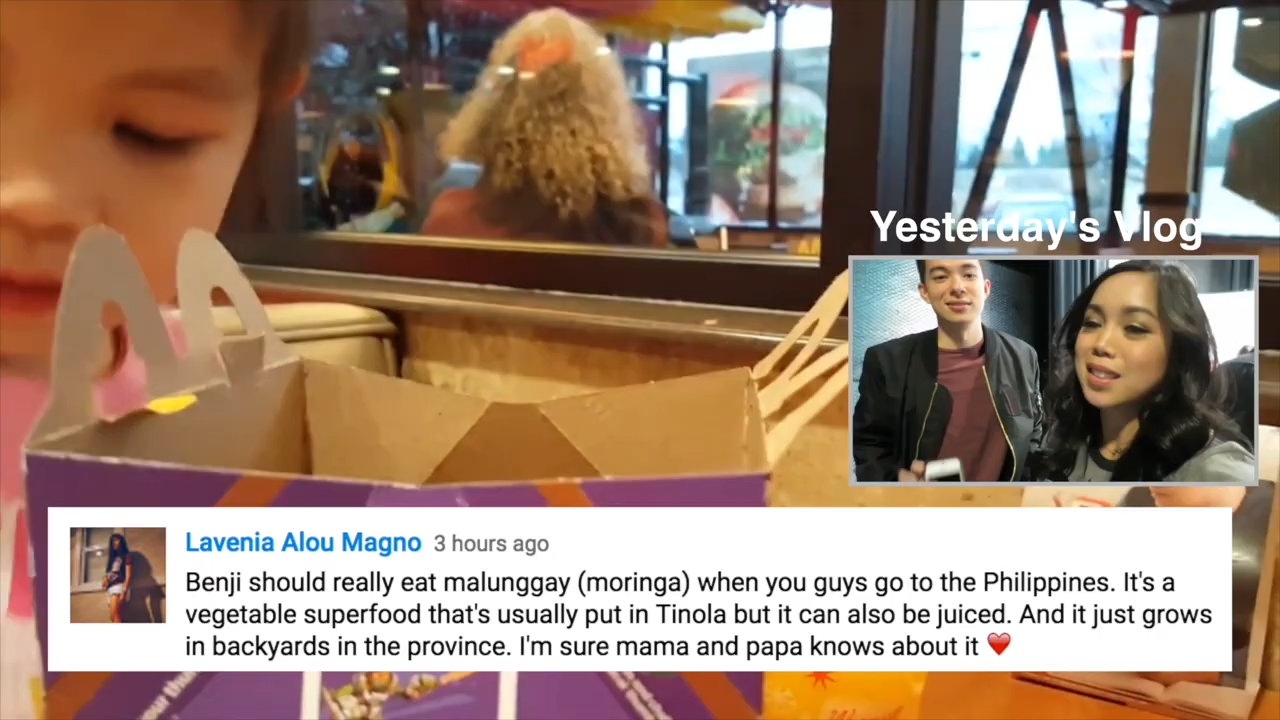 Yesterday's Vlog
Lavenia Alou Magno 3 hours ago
Benji should really eat malunggay (moringa) when you guys go to the Philippines. It's a
vegetable superfood that's usually put in Tinola but it can also be juiced. And it just grows
in backyards in the province. I'm sure mama and papa knows about it ❤️